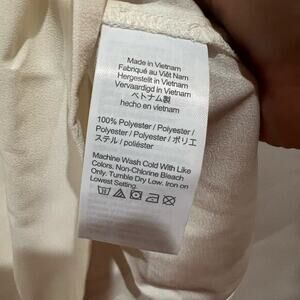 Made in Vietnam
Fabriqué au Viêt Nam
Hergestellt in Vietnam
Vervaardigd in Vietnam
ベトナム製
hecho en vietnam
100% Polyester / Polyester /
Polyester / Polyester / ポリエ
ステル / poliéster
Machine Wash Cold With Like
Colors. Non-Chlorine Bleach
Only. Tumble Dry Low. Iron on
Lowest Setting.